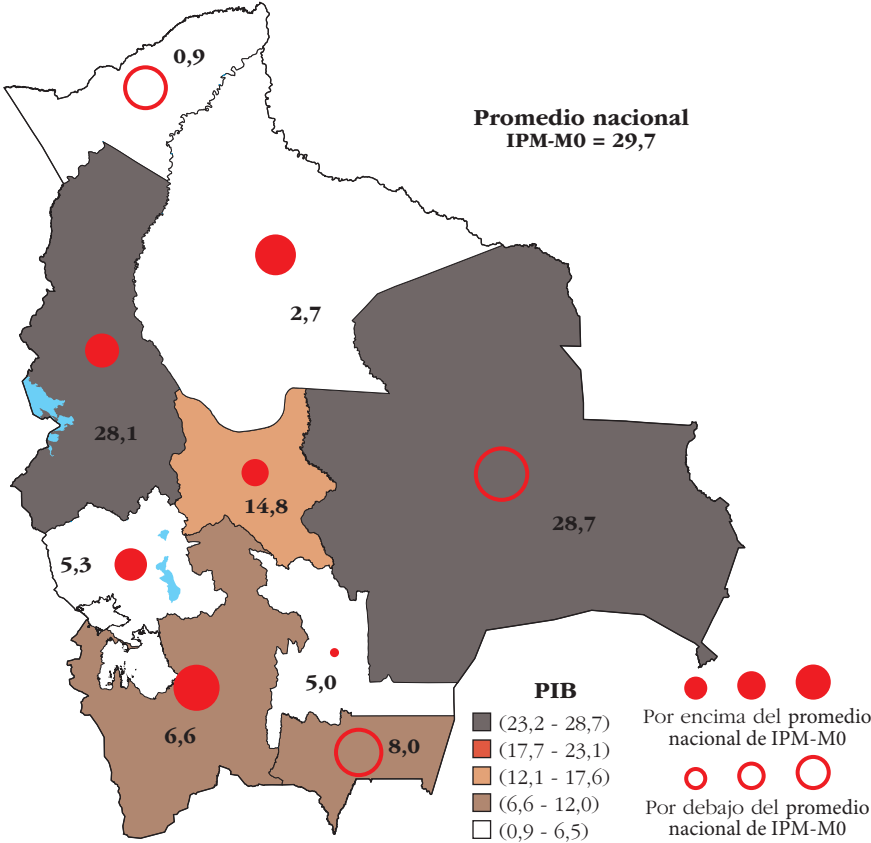 0,9
Promedio nacional
IPM-M0 = 29,7
2,7
28,1
14,8
28,7
5,3
5,0
6,6
8,0
PIB
(23,2 - 28,7)
(17,7 - 23,1)
(12,1 - 17,6)
(6,6 - 12,0)
(0,9 - 6,5)
Por encima del promedio
nacional de IPM-M0
Por debajo del promedio
nacional de IPM-M0